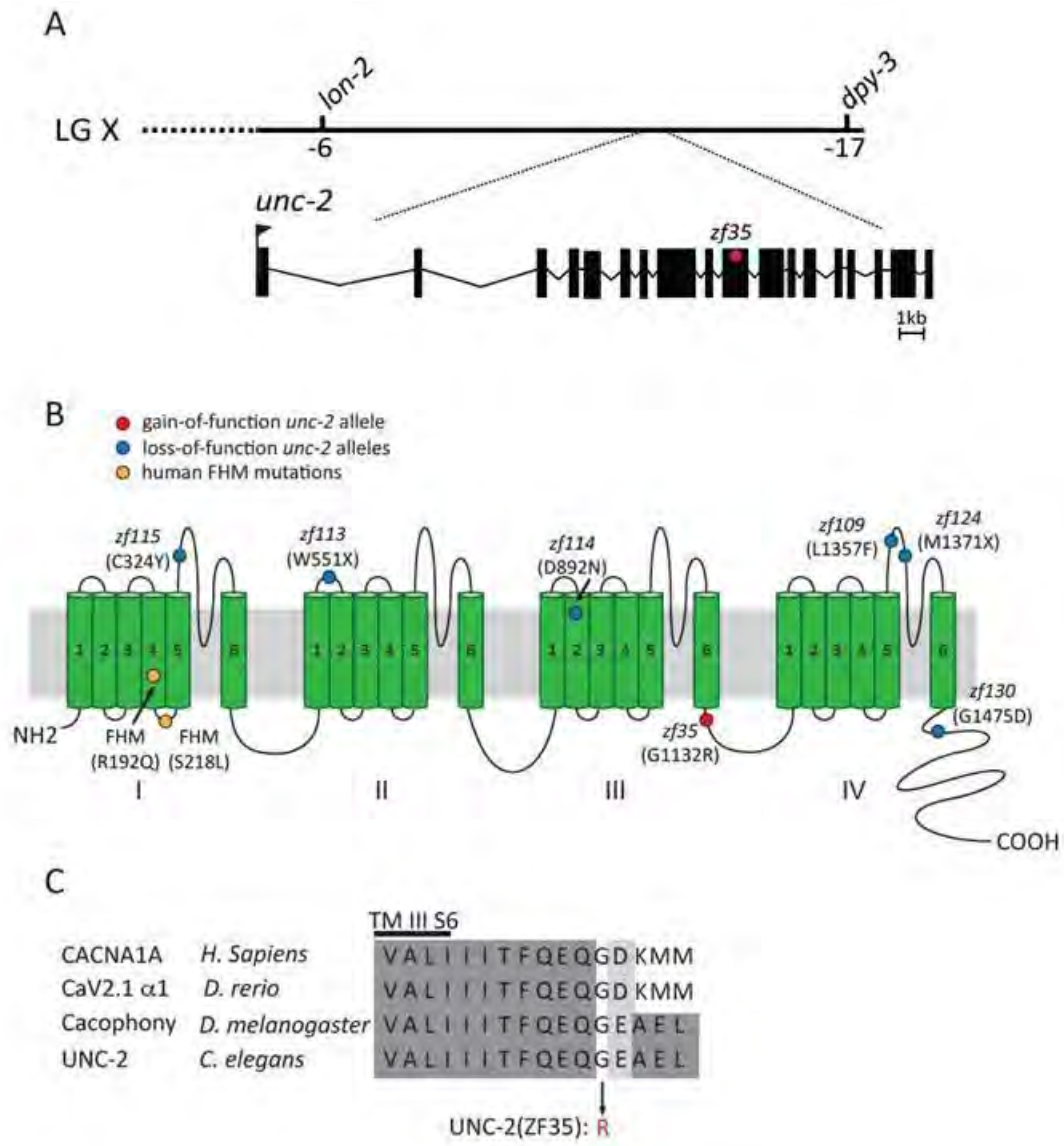 A
lon-2
dpy-3
LG X
-6
-17
unc-2
zf35
1kb
B
gain-of-function unc-2 allele
loss-of-function unc-2 alleles
human FHM mutations
zf115
(C324Y)
zf113
(W551X)
zf114
(D892N)
zf109
(L1357F)
zf124
(M1371X)
1 2 3 4 5 6
1 2 3 4 5 6
1 2 3 4 5 6
1 2 3 4 5 6
NH2
FHM
(R192Q)
FHM
(S218L)
zf35
(G1132R)
zf130
(G1475D)
I II III IV
COOH
C
TM III S6
CACNA1A H. Sapiens V A L I I I T F Q E Q G D K M M
CaV2.1 α1 D. rerio V A L I I I T F Q E Q G D K M M
Cacophony D. melanogaster V A L I I I T F Q E Q G E A E L
UNC-2 C. elegans V A L I I I T F Q E Q G E A E L
UNC-2(ZF35): R